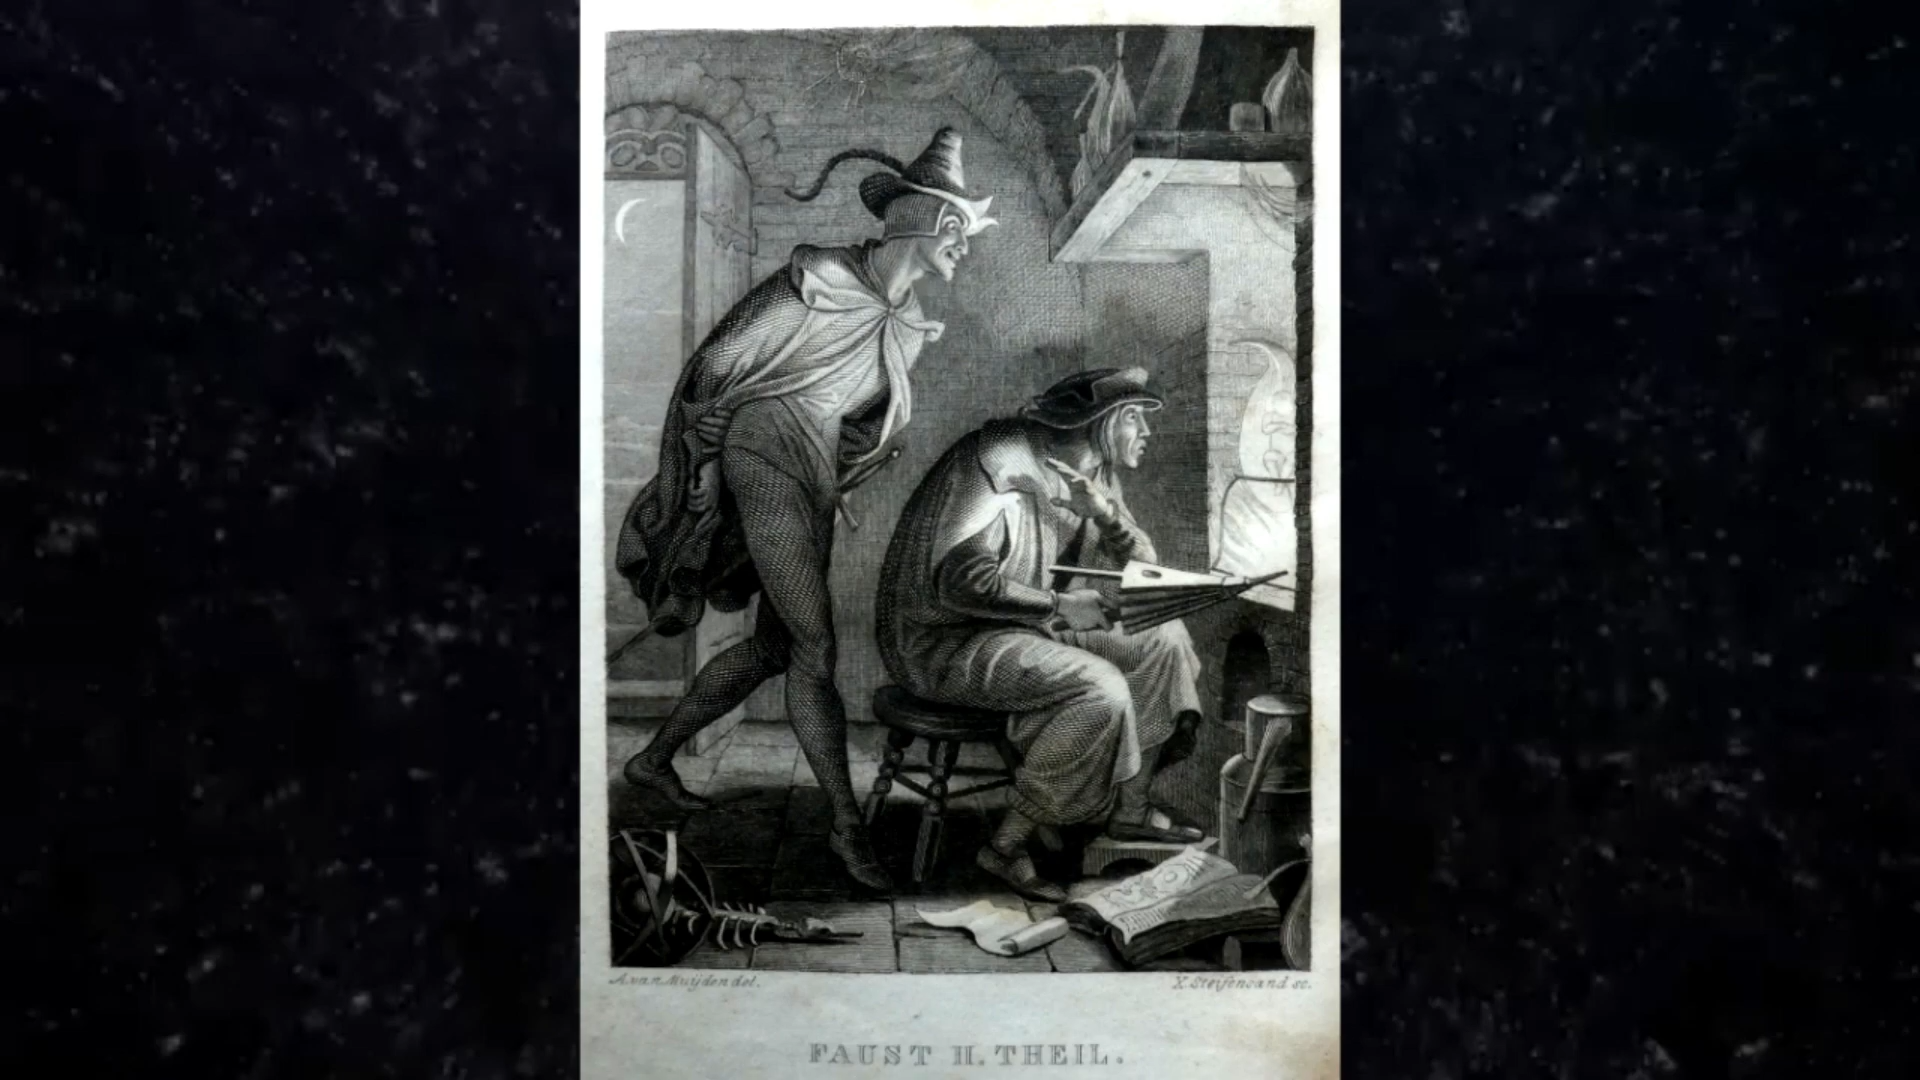 A. van Muijden del.
X. Steifensand sc.
FAUST II. THEIL.